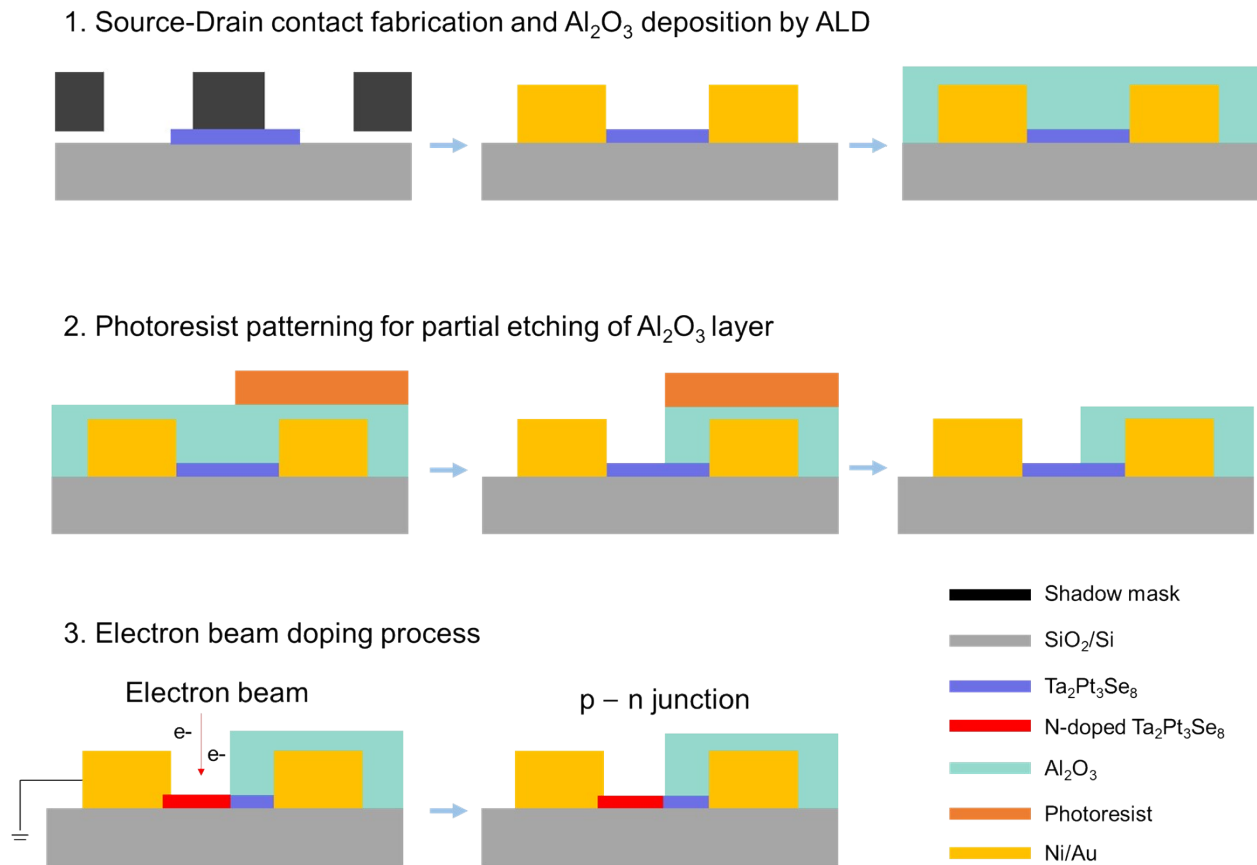 1. Source-Drain contact fabrication and Al₂O₃ deposition by ALD
2. Photoresist patterning for partial etching of Al₂O₃ layer
3. Electron beam doping process
Electron beam
e-
e-
p – n junction
Shadow mask
SiO₂/Si
Ta₂Pt₃Se₈
N-doped Ta₂Pt₃Se₈
Al₂O₃
Photoresist
Ni/Au